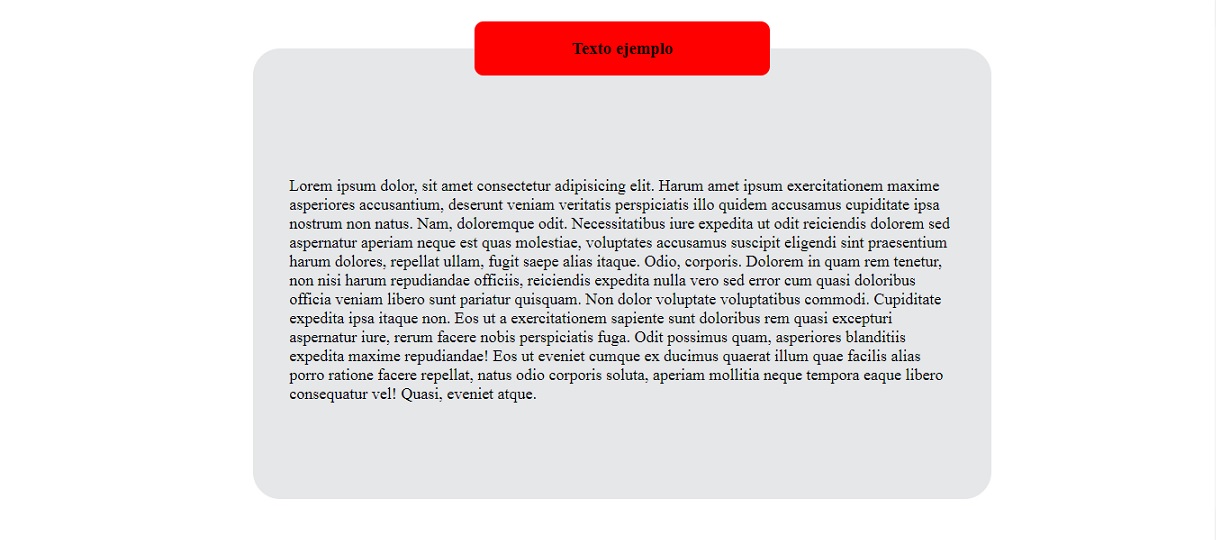 Texto ejemplo
Lorem ipsum dolor, sit amet consectetur adipisicing elit. Harum amet ipsum exercitationem maxime
asperiores accusantium, deserunt veniam veritatis perspiciatis illo quidem accusamus cupiditate ipsa
nostrum non natus. Nam, doloremque odit. Necessitatibus iure expedita ut odit reiciendis dolorem sed
aspernatur aperiam neque est quas molestiae, voluptates accusamus suscipit eligendi sint praesentium
harum dolores, repellat ullam, fugit saepe alias itaque. Odio, corporis. Dolorem in quam rem tenetur,
non nisi harum repudiandae officiis, reiciendis expedita nulla vero sed error cum quasi doloribus
officia veniam libero sunt pariatur quisquam. Non dolor voluptate voluptatibus commodi. Cupiditate
expedita ipsa itaque non. Eos ut a exercitationem sapiente sunt doloribus rem quasi excepturi
aspernatur iure, rerum facere nobis perspiciatis fuga. Odit possimus quam, asperiores blanditiis
expedita maxime repudiandae! Eos ut eveniet cumque ex ducimus quaerat illum quae facilis alias
porro ratione facere repellat, natus odio corporis soluta, aperiam mollitia neque tempora eaque libero
consequatur vel! Quasi, eveniet atque.